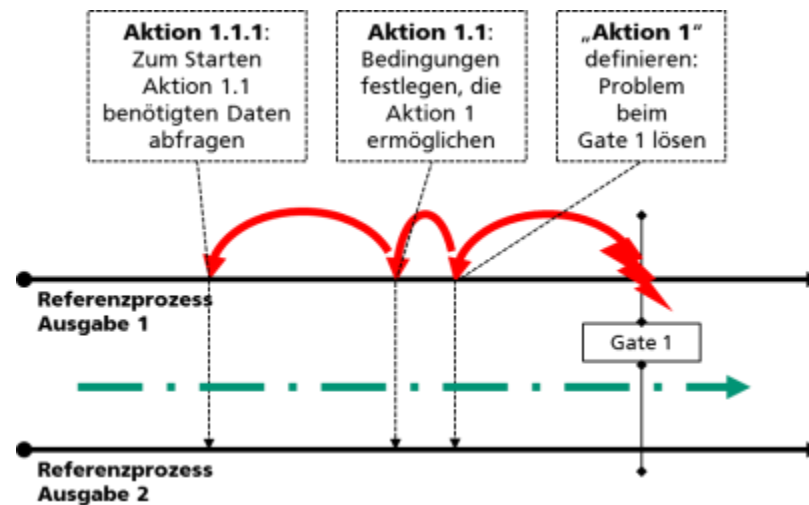 Aktion 1.1.1:
Zum Starten
Aktion 1.1
benötigten Daten
abfragen
Aktion 1.1:
Bedingungen
festlegen, die
Aktion 1
ermöglichen
„Aktion 1“
definieren:
Problem
beim
Gate 1 lösen
Referenzprozess
Ausgabe 1
Gate 1
Referenzprozess
Ausgabe 2